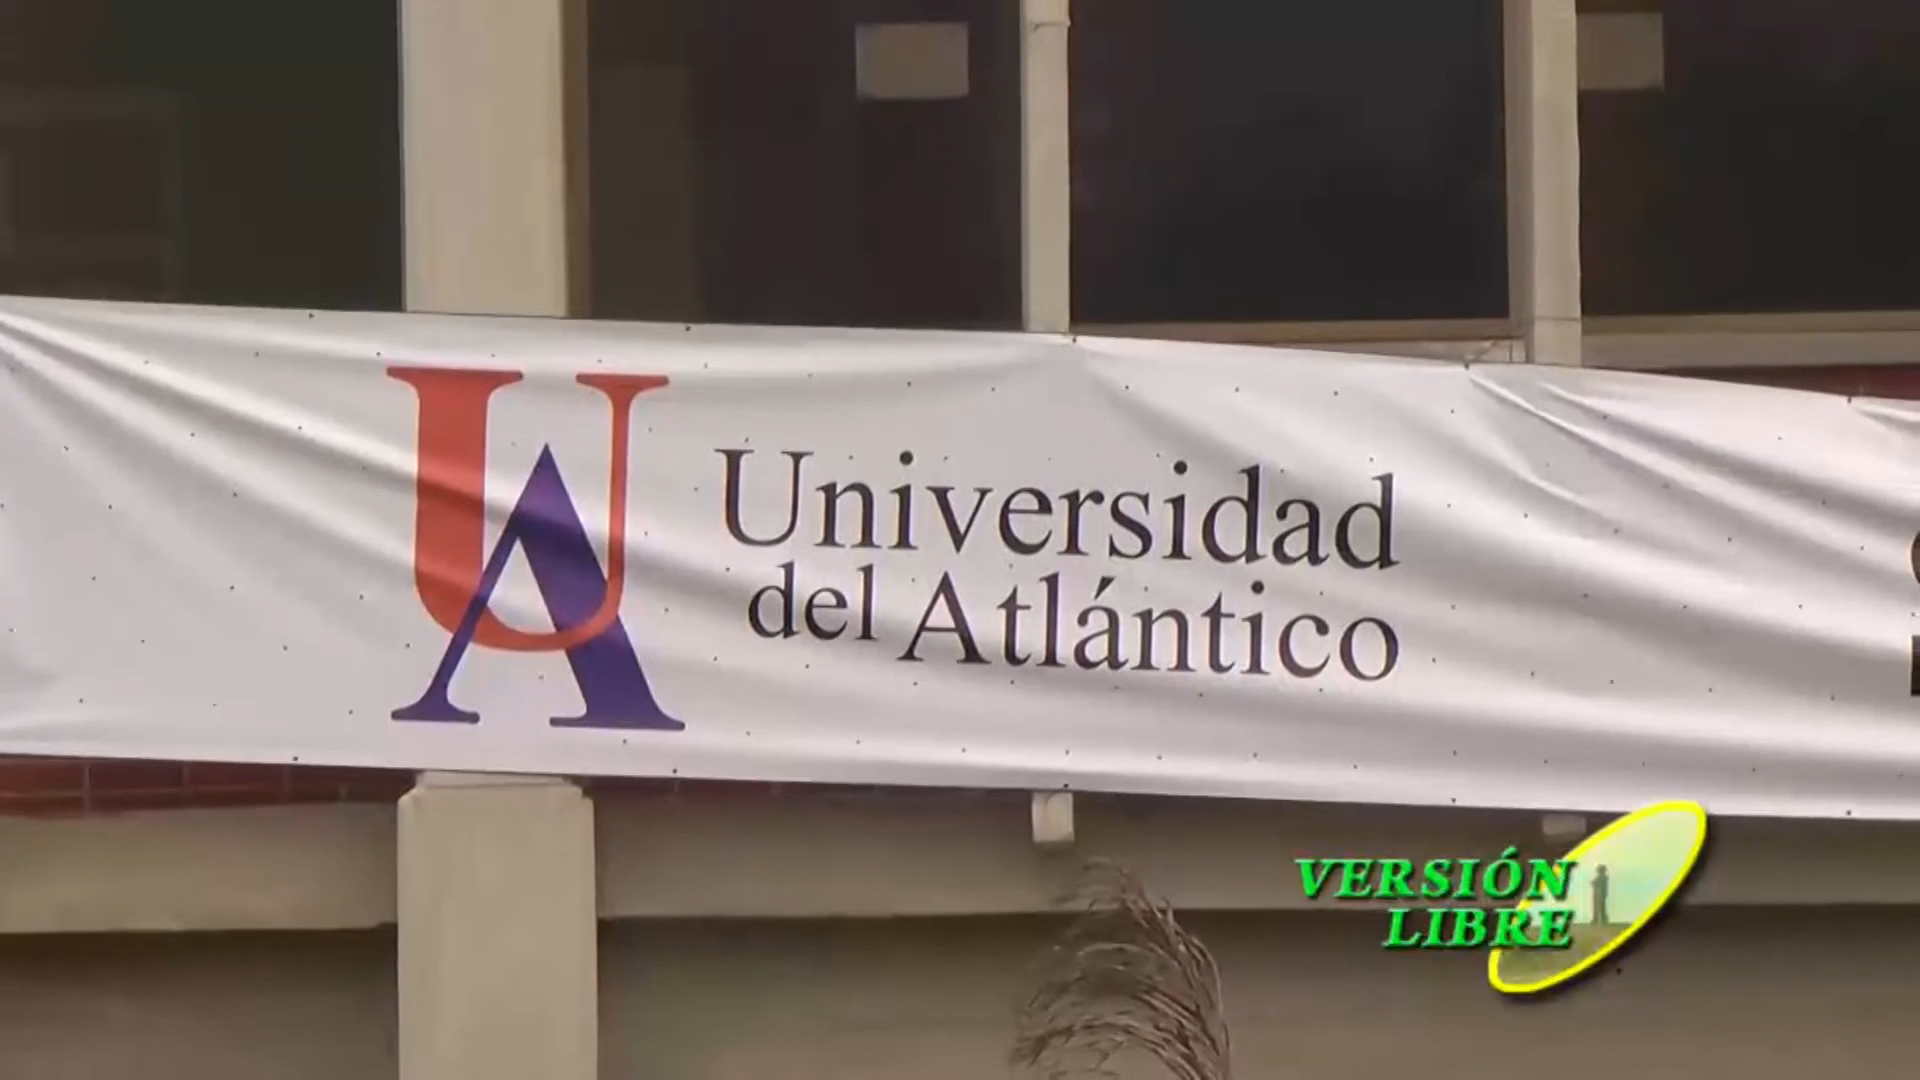 UA
Universidad
del Atlántico
VERSIÓN
LIBRE